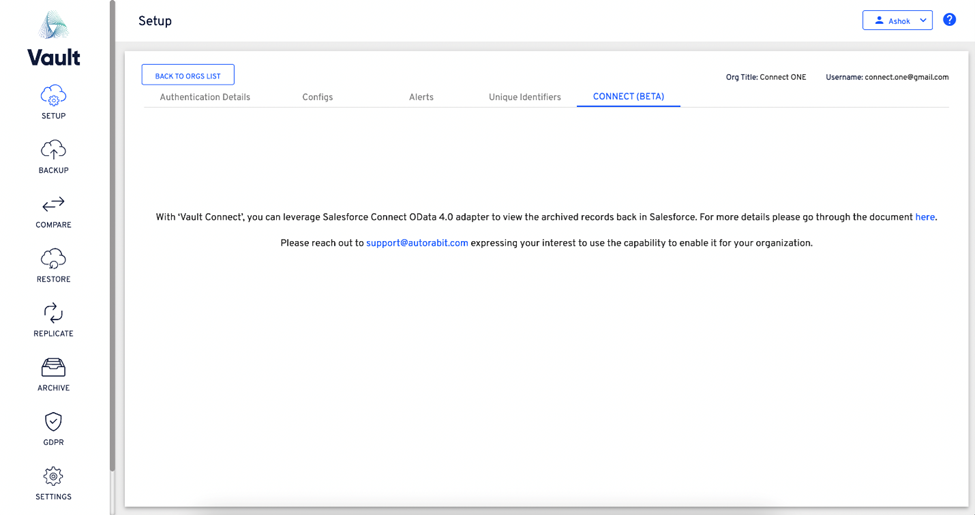 Vault
SETUP
BACKUP
COMPARE
RESTORE
REPLICATE
ARCHIVE
GDPR
SETTINGS
Setup
Ashok
?
BACK TO ORGS LIST
Org Title: Connect ONE Username: connect.one@gmail.com
Authentication Details Configs Alerts Unique Identifiers CONNECT (BETA)
With ‘Vault Connect’, you can leverage Salesforce Connect OData 4.0 adapter to view the archived records back in Salesforce. For more details please go through the document here.
Please reach out to support@autorabit.com expressing your interest to use the capability to enable it for your organization.